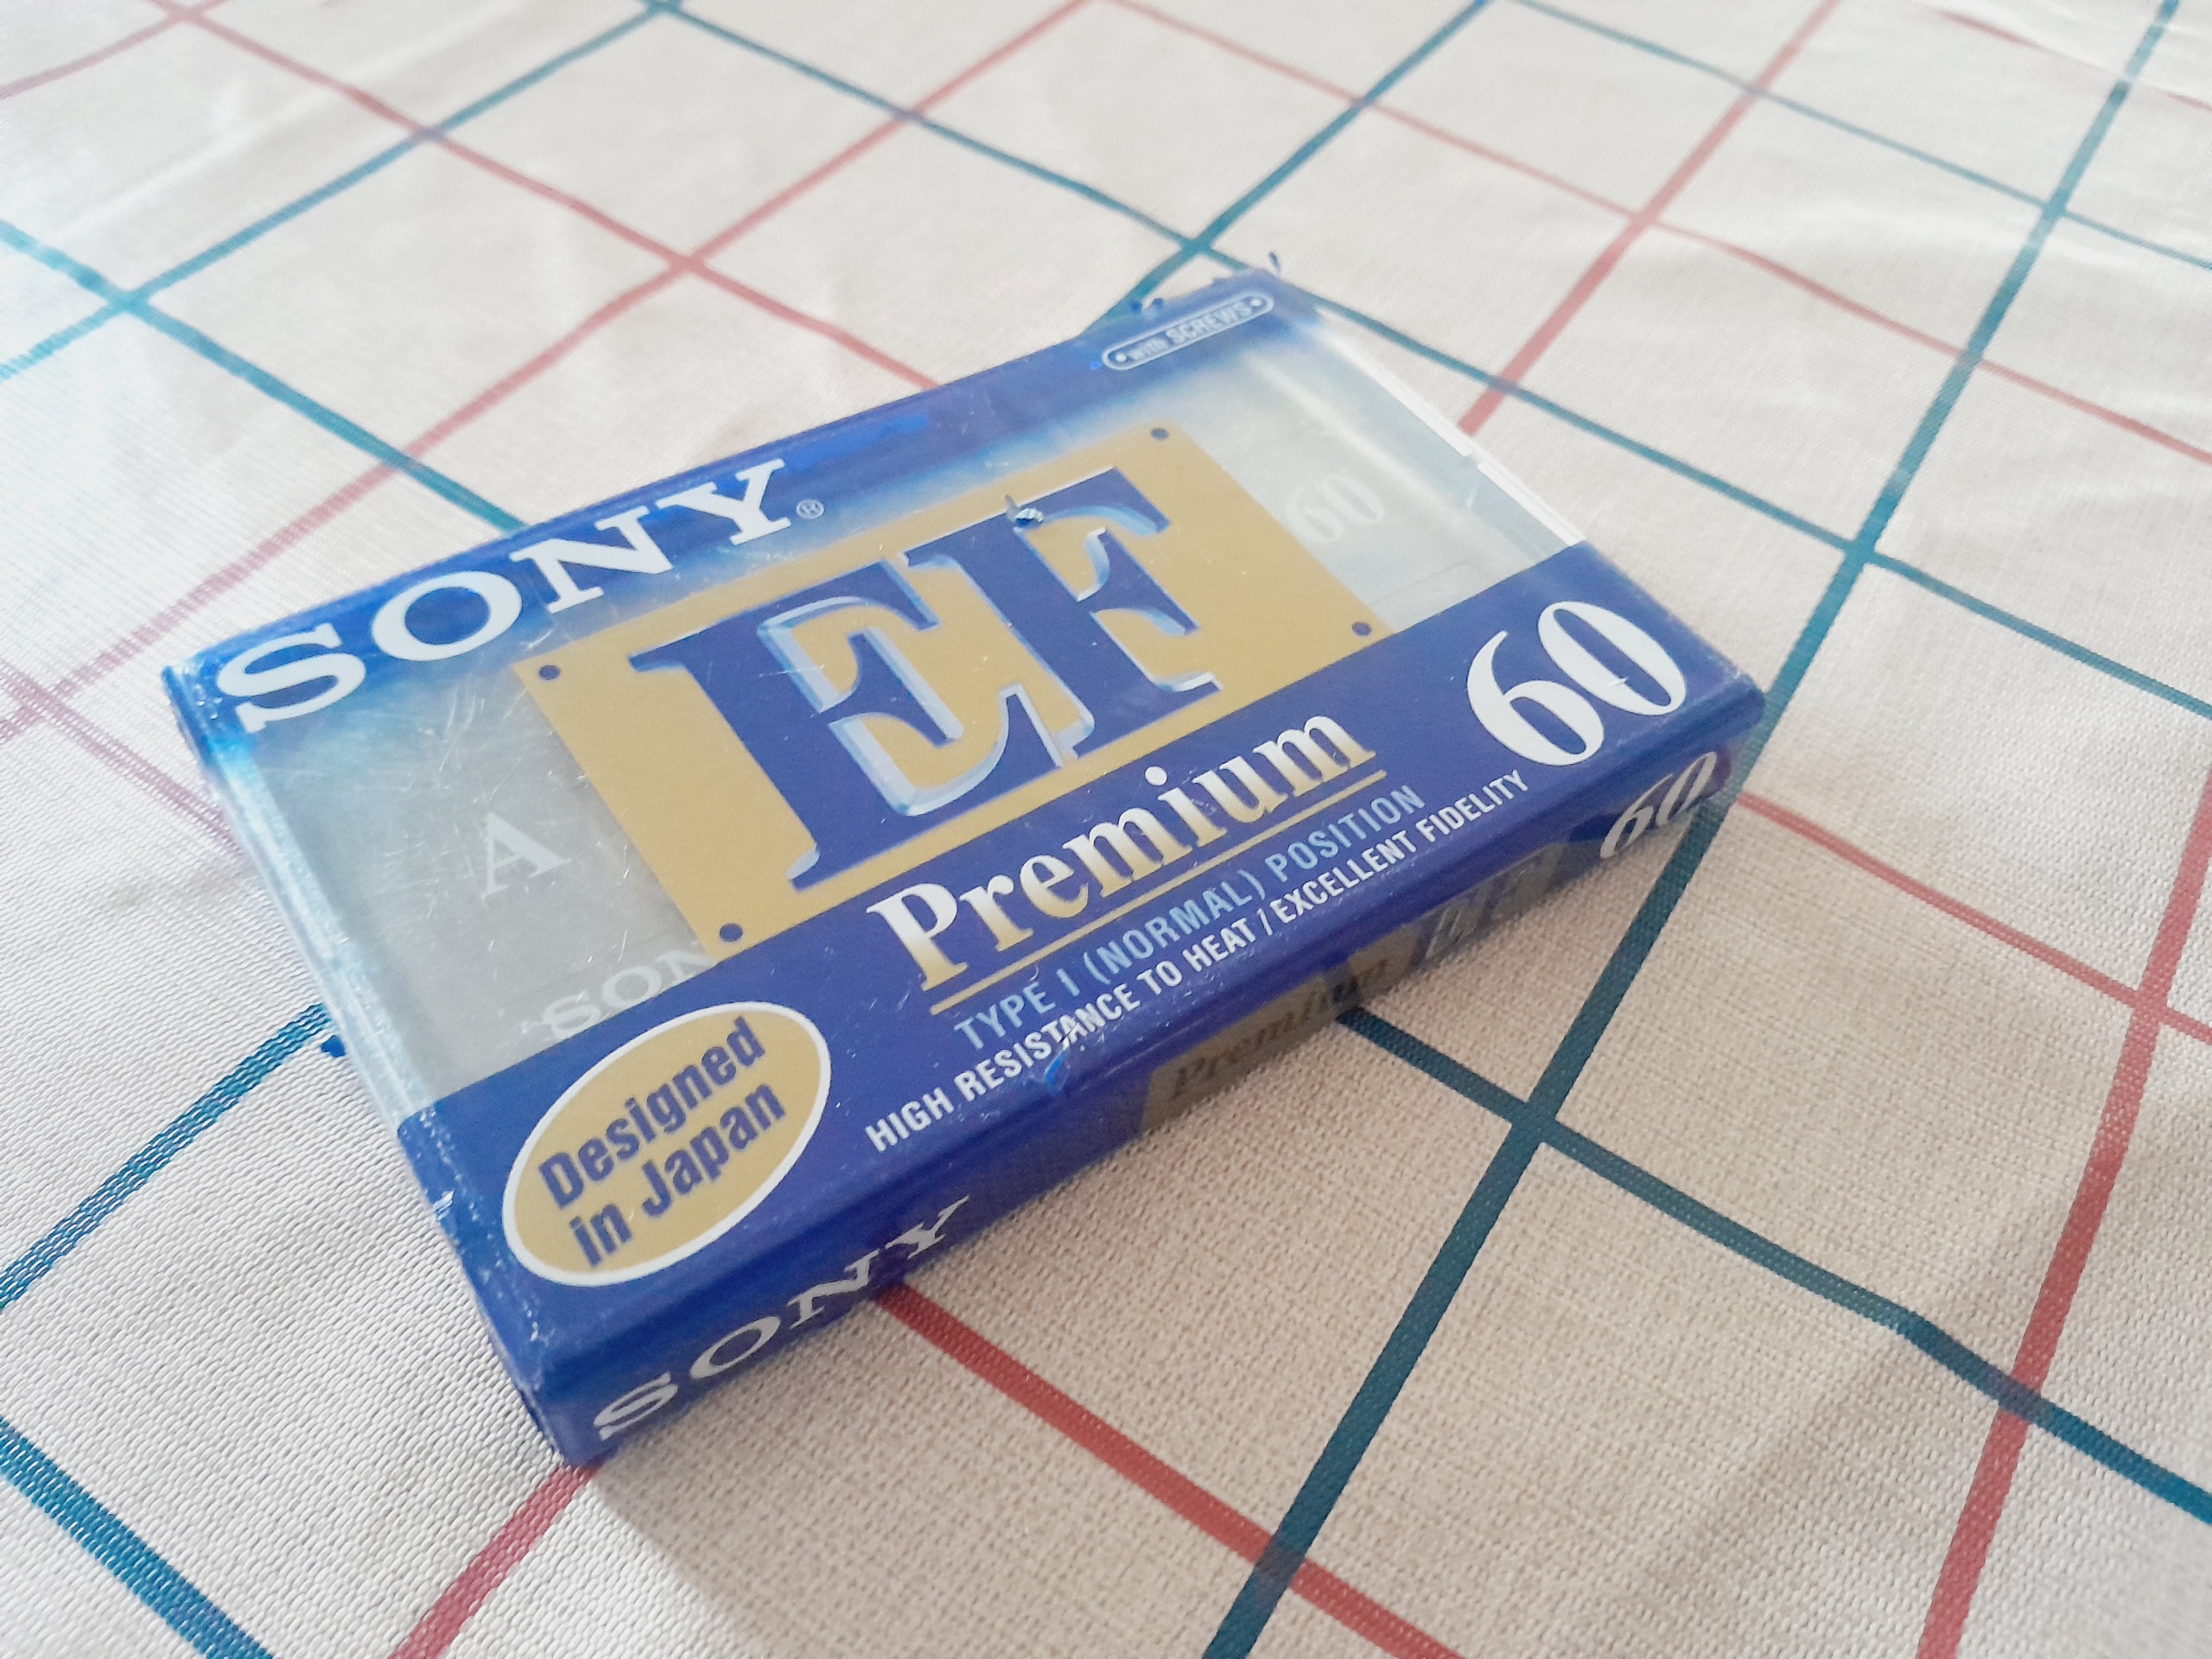 with SCREWS
SONY®
EF
60
A
SONY
Premium
60
TYPE I (NORMAL) POSITION
HIGH RESISTANCE TO HEAT / EXCELLENT FIDELITY
Designed
in Japan
SONY
Premium
60